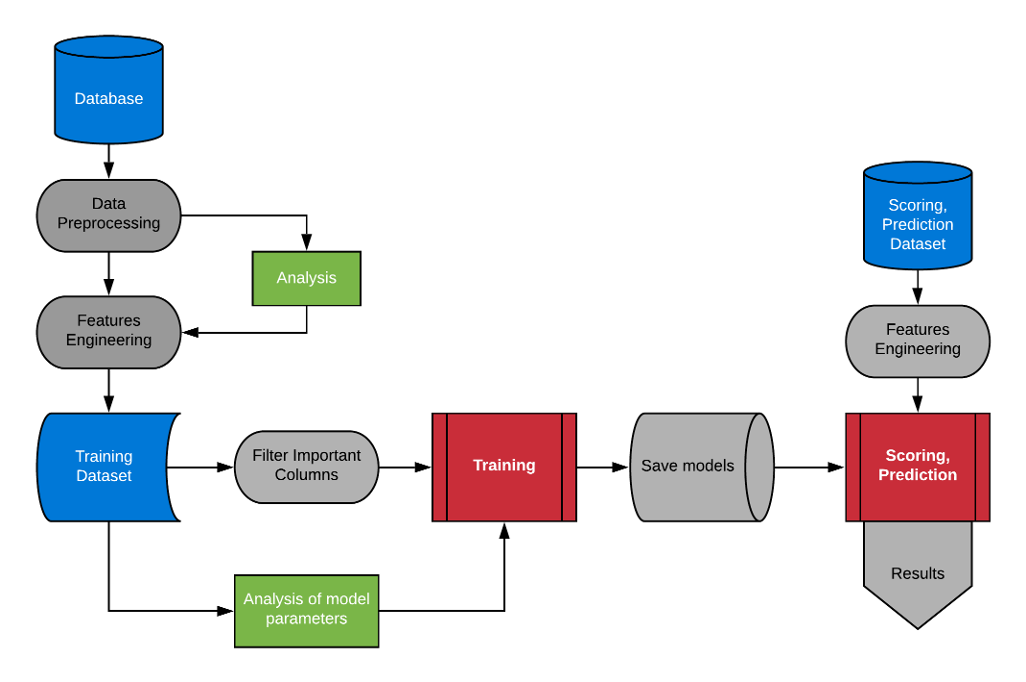 Database
Data
Preprocessing
Analysis
Features
Engineering
Training
Dataset
Filter Important
Columns
Training
Save models
Analysis of model
parameters
Scoring,
Prediction
Dataset
Features
Engineering
Scoring,
Prediction
Results